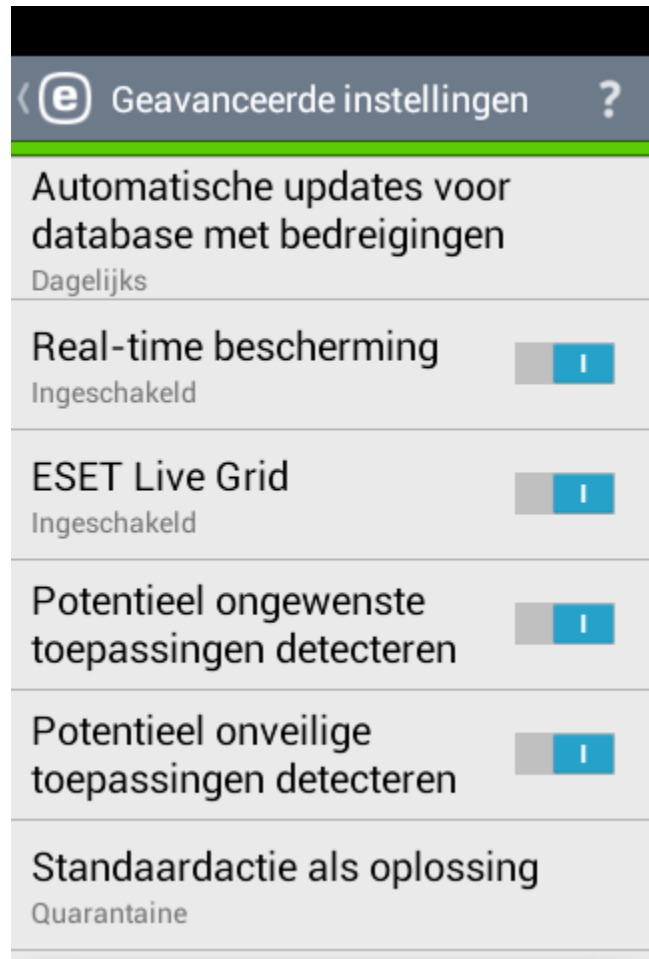 e Geavanceerde instellingen ?
Automatische updates voor
database met bedreigingen
Dagelijks
Real-time bescherming
Ingeschakeld
ESET Live Grid
Ingeschakeld
Potentieel ongewenste
toepassingen detecteren
Potentieel onveilige
toepassingen detecteren
Standaardactie als oplossing
Quarantaine